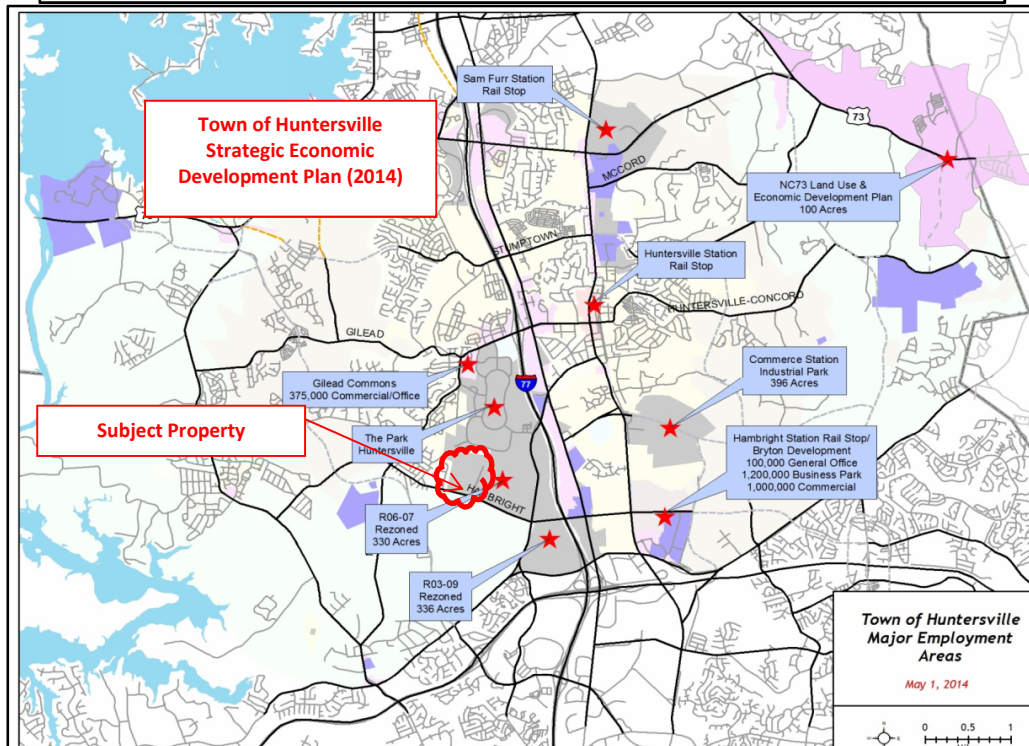 Town of Huntersville
Strategic Economic
Development Plan (2014)
Sam Furr Station
Rail Stop
73
MCCORD
NC73 Land Use &
Economic Development Plan
100 Acres
STUMPTOWN
Huntersville Station
Rail Stop
HUNTERSVILLE-CONCORD
GILEAD
Gilead Commons
375,000 Commercial/Office
77
Commerce Station
Industrial Park
396 Acres
Subject Property
The Park
Huntersville
Hambright Station Rail Stop/
Bryton Development
100,000 General Office
1,200,000 Business Park
1,000,000 Commercial
R06-07
Rezoned
330 Acres
R03-09
Rezoned
336 Acres
Town of Huntersville
Major Employment
Areas
May 1, 2014
0 0.5 1